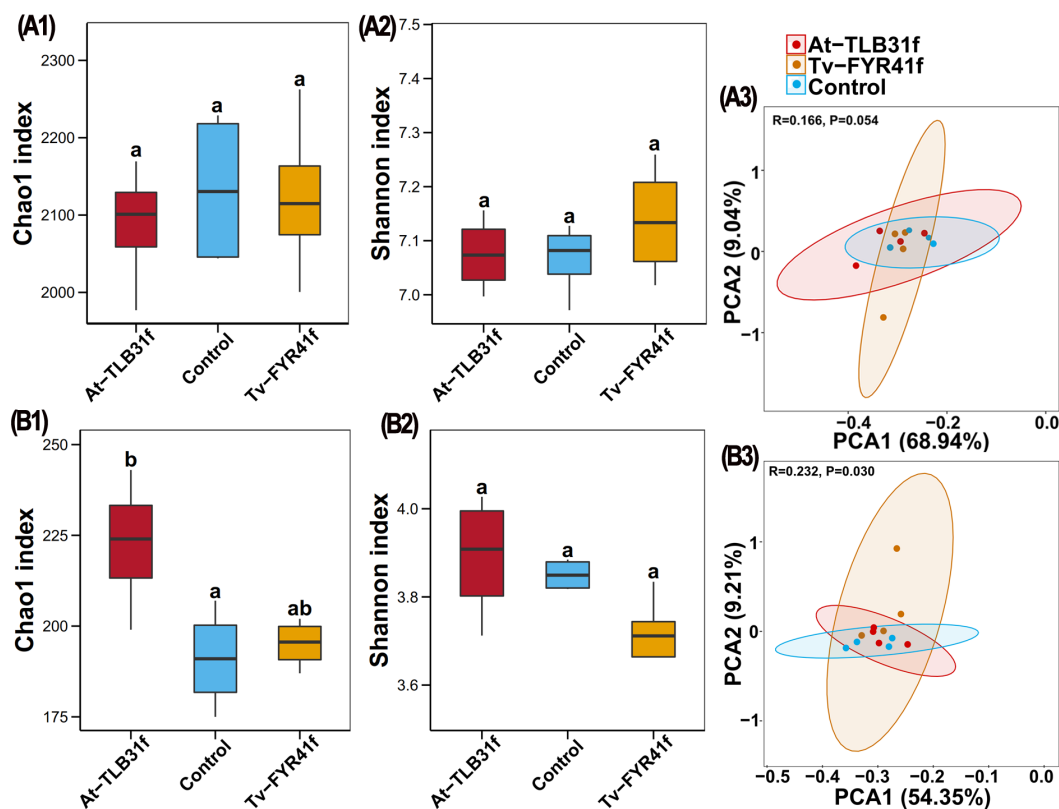 (A1)
Chao1 index
2300
2200
2100
2000
a
a
a
At−TLB31f
Control
Tv−FYR41f
(A2)
Shannon index
7.5
7.4
7.3
7.2
7.1
7.0
a
a
a
At−TLB31f
Control
Tv−FYR41f
At−TLB31f
Tv−FYR41f
Control
(A3)
R=0.166, P=0.054
PCA2 (9.04%)
1
0
−1
−0.4
−0.2
0.0
PCA1 (68.94%)
(B1)
Chao1 index
250
225
200
175
b
a
ab
At−TLB31f
Control
Tv−FYR41f
(B2)
Shannon index
4.0
3.8
3.6
a
a
a
At−TLB31f
Control
Tv−FYR41f
(B3)
R=0.232, P=0.030
PCA2 (9.21%)
1
0
−1
−0.5
−0.4
−0.3
−0.2
−0.1
0.0
PCA1 (54.35%)